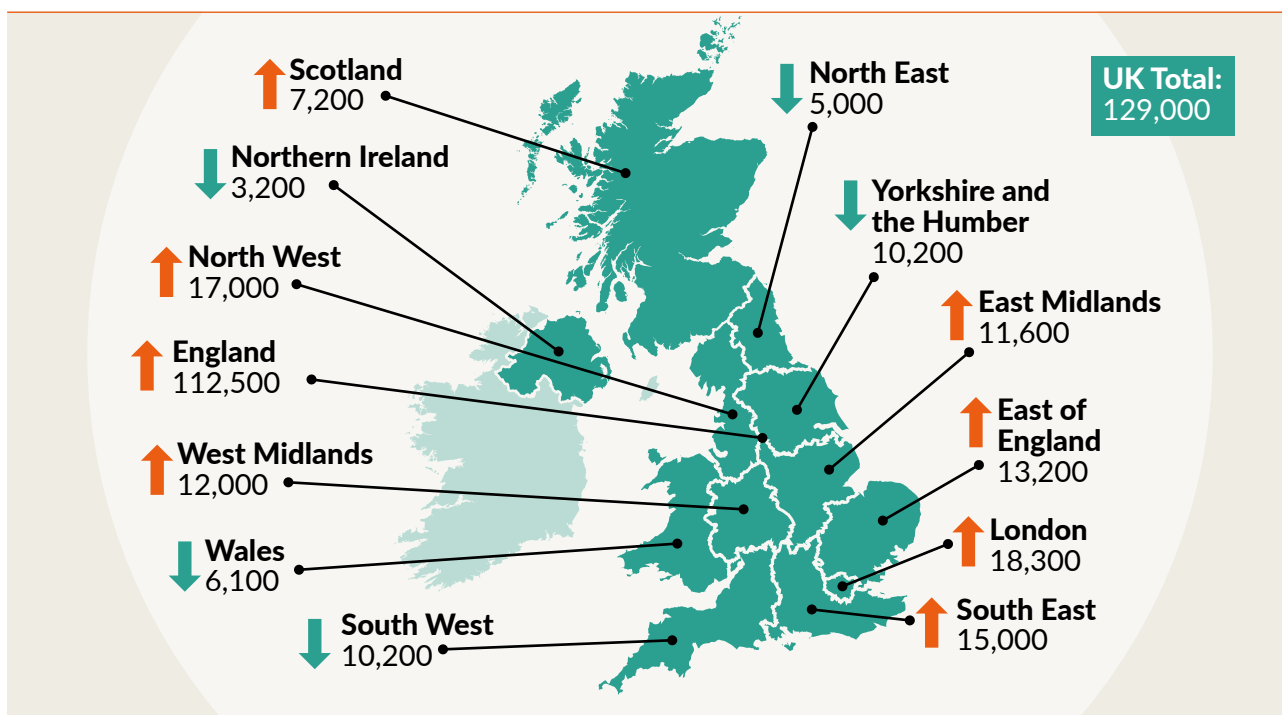 Scotland
7,200
Northern Ireland
3,200
North West
17,000
England
112,500
West Midlands
12,000
Wales
6,100
South West
10,200
North East
5,000
UK Total:
129,000
Yorkshire and
the Humber
10,200
East Midlands
11,600
East of
England
13,200
London
18,300
South East
15,000